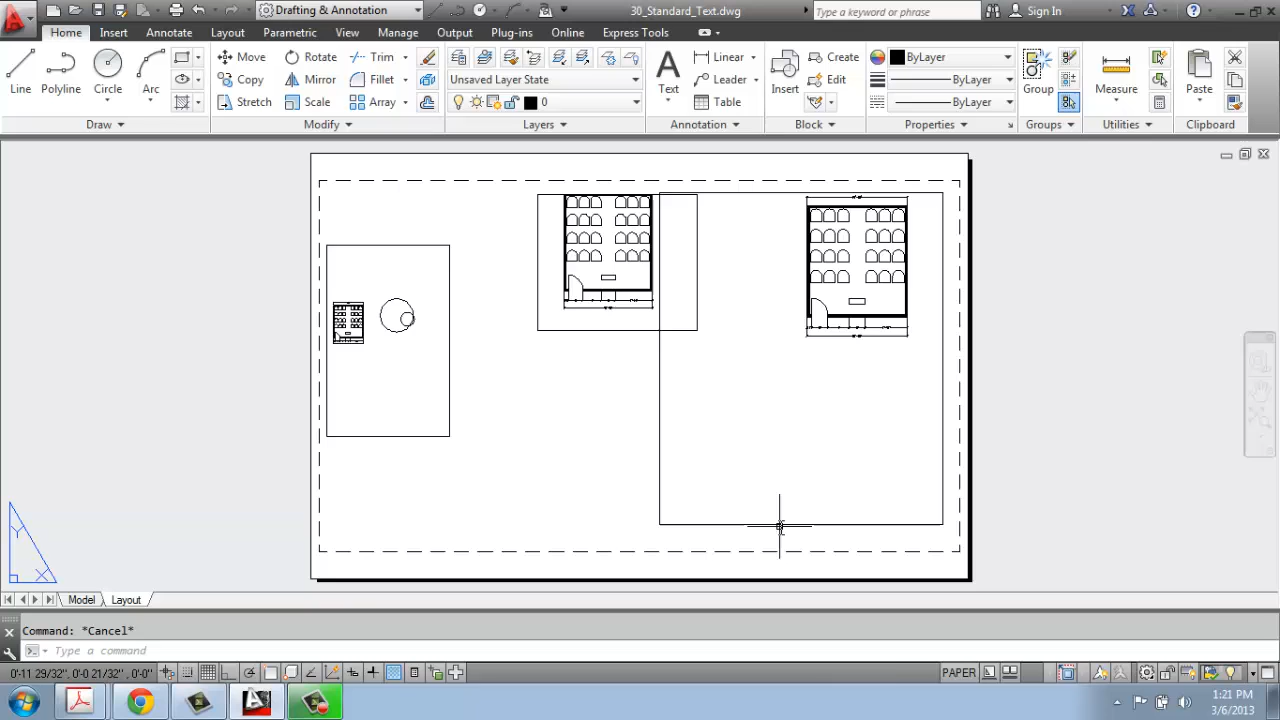 Drafting & Annotation
30_Standard_Text.dwg
Type a keyword or phrase
Sign In
Home Insert Annotate Layout Parametric View Manage Output Plug-ins Online Express Tools
Move Rotate Trim
Linear
Create
ByLayer
Line Polyline Circle Arc
Copy Mirror Fillet
Unsaved Layer State
Text
Leader
Insert
Edit
ByLayer
Group
Measure
Paste
Stretch Scale Array
0
Table
ByLayer
Draw Modify Layers Annotation Block Properties Groups Utilities Clipboard
Y
X
Model Layout
Command: *Cancel*
Type a command
0'-11 29/32", 0'-0 21/32", 0'-0"
PAPER
1:21 PM
3/6/2013